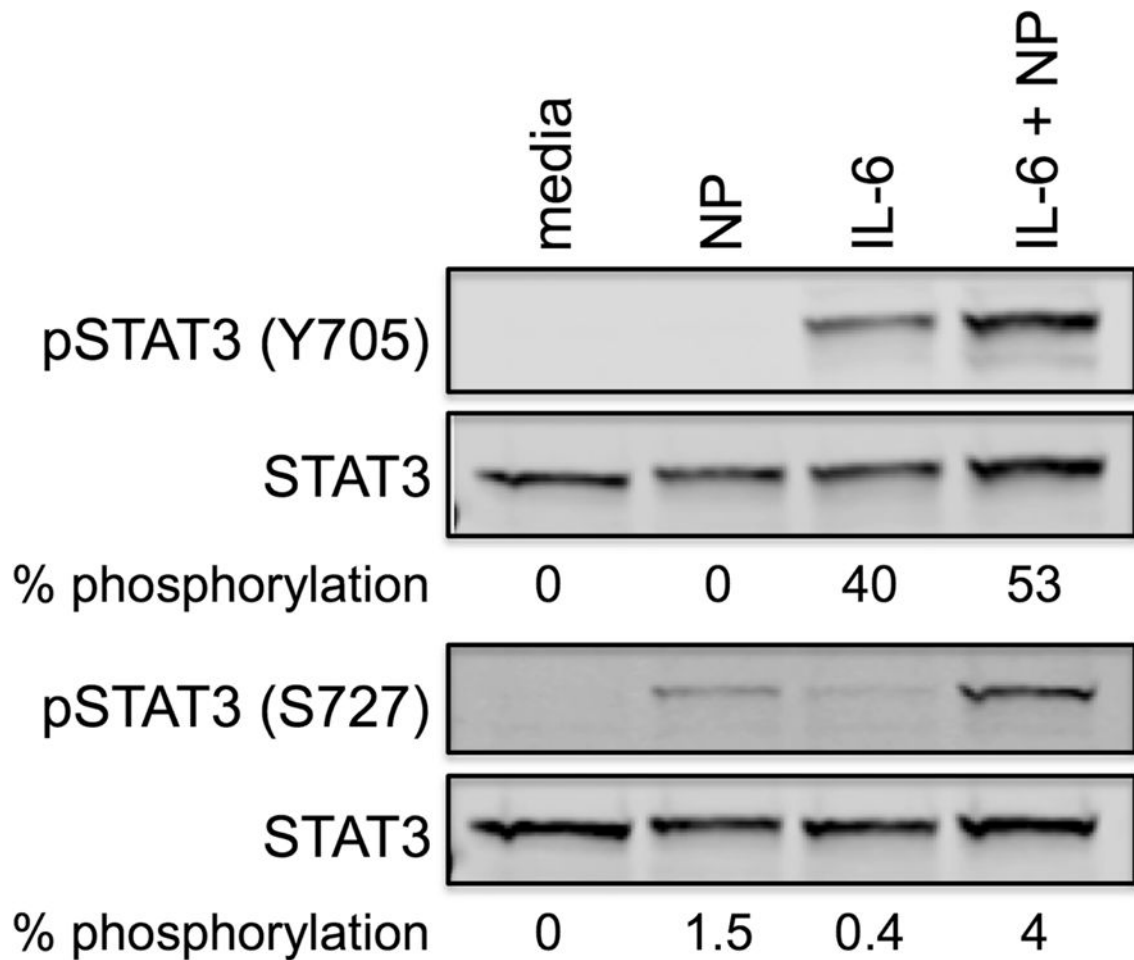 media
NP
IL-6
IL-6 + NP
pSTAT3 (Y705)
STAT3
% phosphorylation 0 0 40 53
pSTAT3 (S727)
STAT3
% phosphorylation 0 1.5 0.4 4